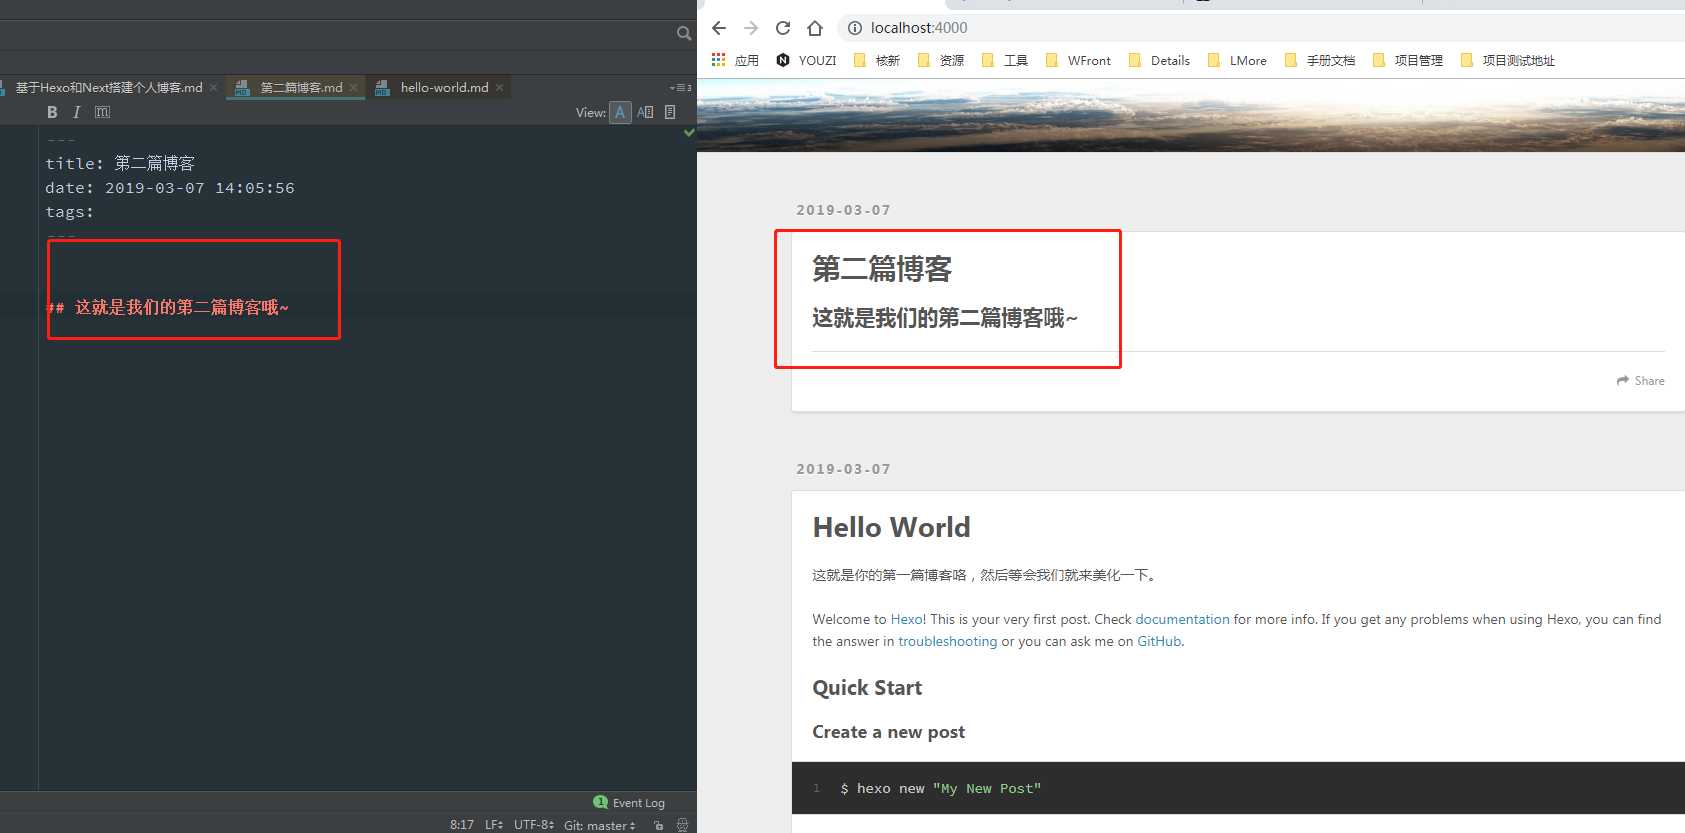 基于Hexo和Next搭建个人博客.md
第二篇博客.md
hello-world.md
3
B I m
View: A A
---
title: 第二篇博客
date: 2019-03-07 14:05:56
tags:
---
## 这就是我们的第二篇博客哦~
1 Event Log
8:17 LF UTF-8 Git: master
localhost:4000
应用 YOUZI 核新 资源 工具 WFront Details LMore 手册文档 项目管理 项目测试地址
2019-03-07
第二篇博客
这就是我们的第二篇博客哦~
Share
2019-03-07
Hello World
这就是你的第一篇博客咯，然后等会我们就来美化一下。
Welcome to Hexo! This is your very first post. Check documentation for more info. If you get any problems when using Hexo, you can find
the answer in troubleshooting or you can ask me on GitHub.
Quick Start
Create a new post
1 $ hexo new "My New Post"